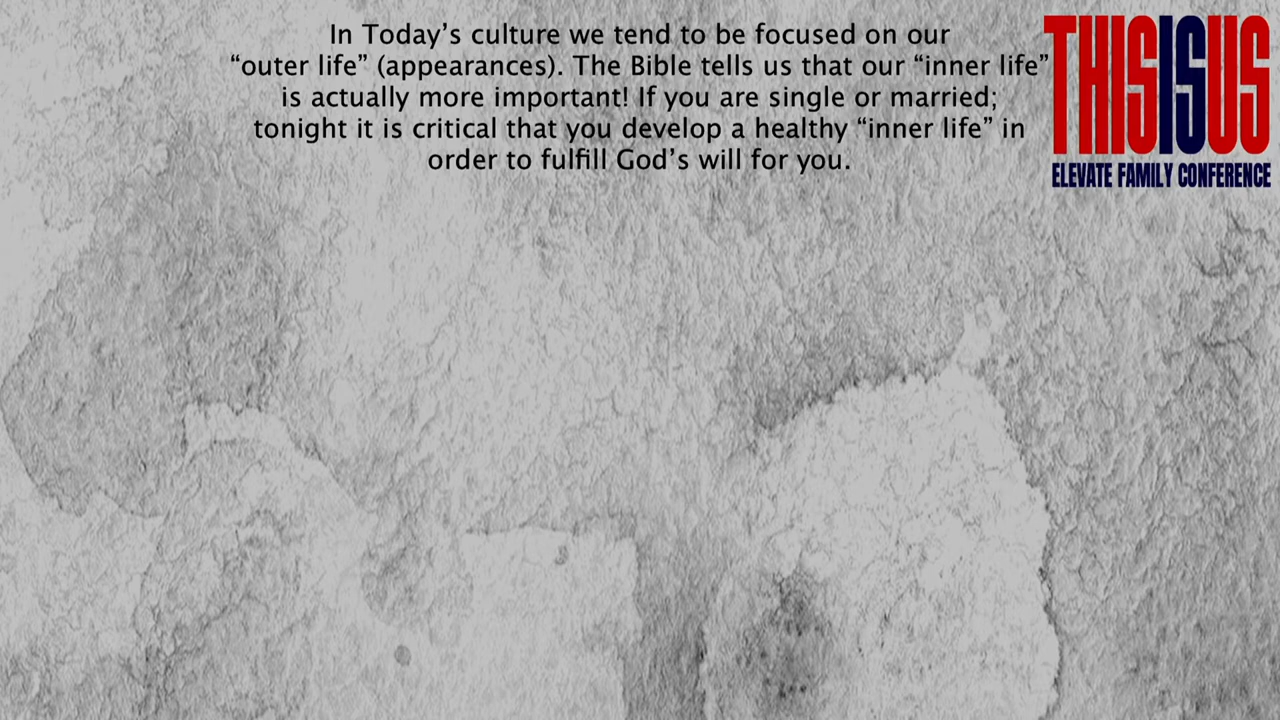 In Today’s culture we tend to be focused on our
“outer life” (appearances). The Bible tells us that our “inner life”
is actually more important! If you are single or married;
tonight it is critical that you develop a healthy “inner life” in
order to fulfill God’s will for you.
THISISUS
ELEVATE FAMILY CONFERENCE